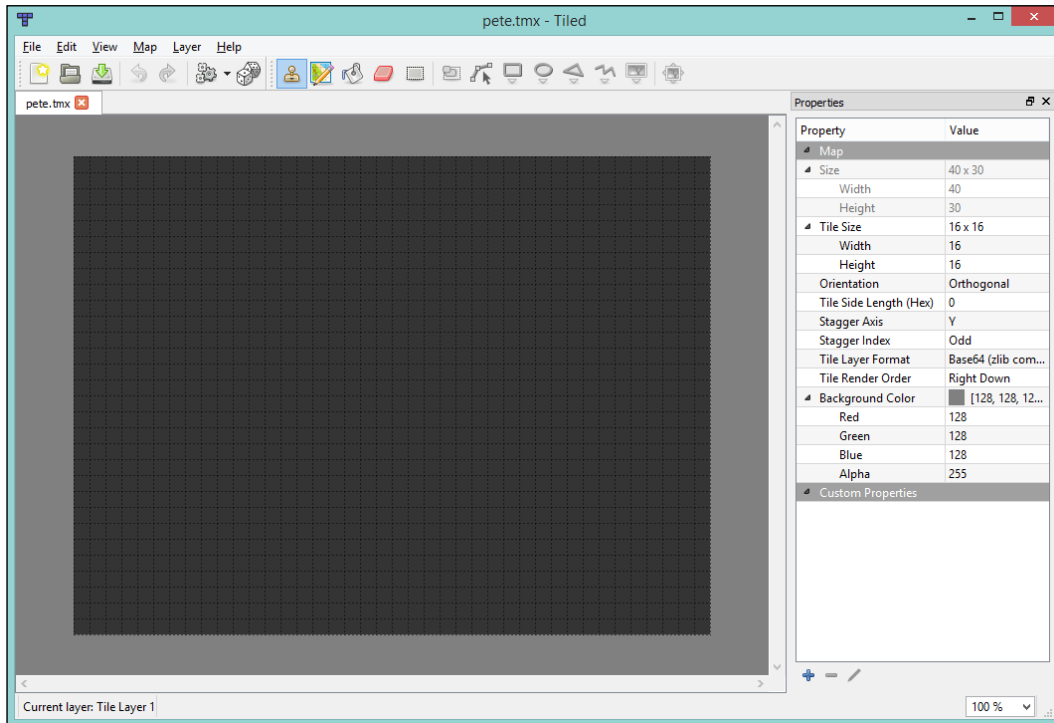 pete.tmx - Tiled
File Edit View Map Layer Help
pete.tmx
Properties
Property Value
Map
Size 40 x 30
Width 40
Height 30
Tile Size 16 x 16
Width 16
Height 16
Orientation Orthogonal
Tile Side Length (Hex) 0
Stagger Axis Y
Stagger Index Odd
Tile Layer Format Base64 (zlib com...
Tile Render Order Right Down
Background Color [128, 128, 12...
Red 128
Green 128
Blue 128
Alpha 255
Custom Properties
Current layer: Tile Layer 1
100 %